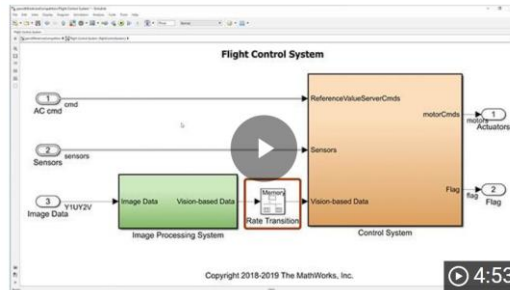 Flight Control System
1
AC cmd
cmd
ReferenceValueServerCmds
motorCmds
motors
1
Actuators
2
Sensors
sensors
Sensors
3
Image Data
Y1UY2V
Image Data
Vision-based Data
Image Processing System
Memory
Rate Transition
Vision-based Data
Control System
Flag
flag
2
Flag
Copyright 2018-2019 The MathWorks, Inc.
4:53